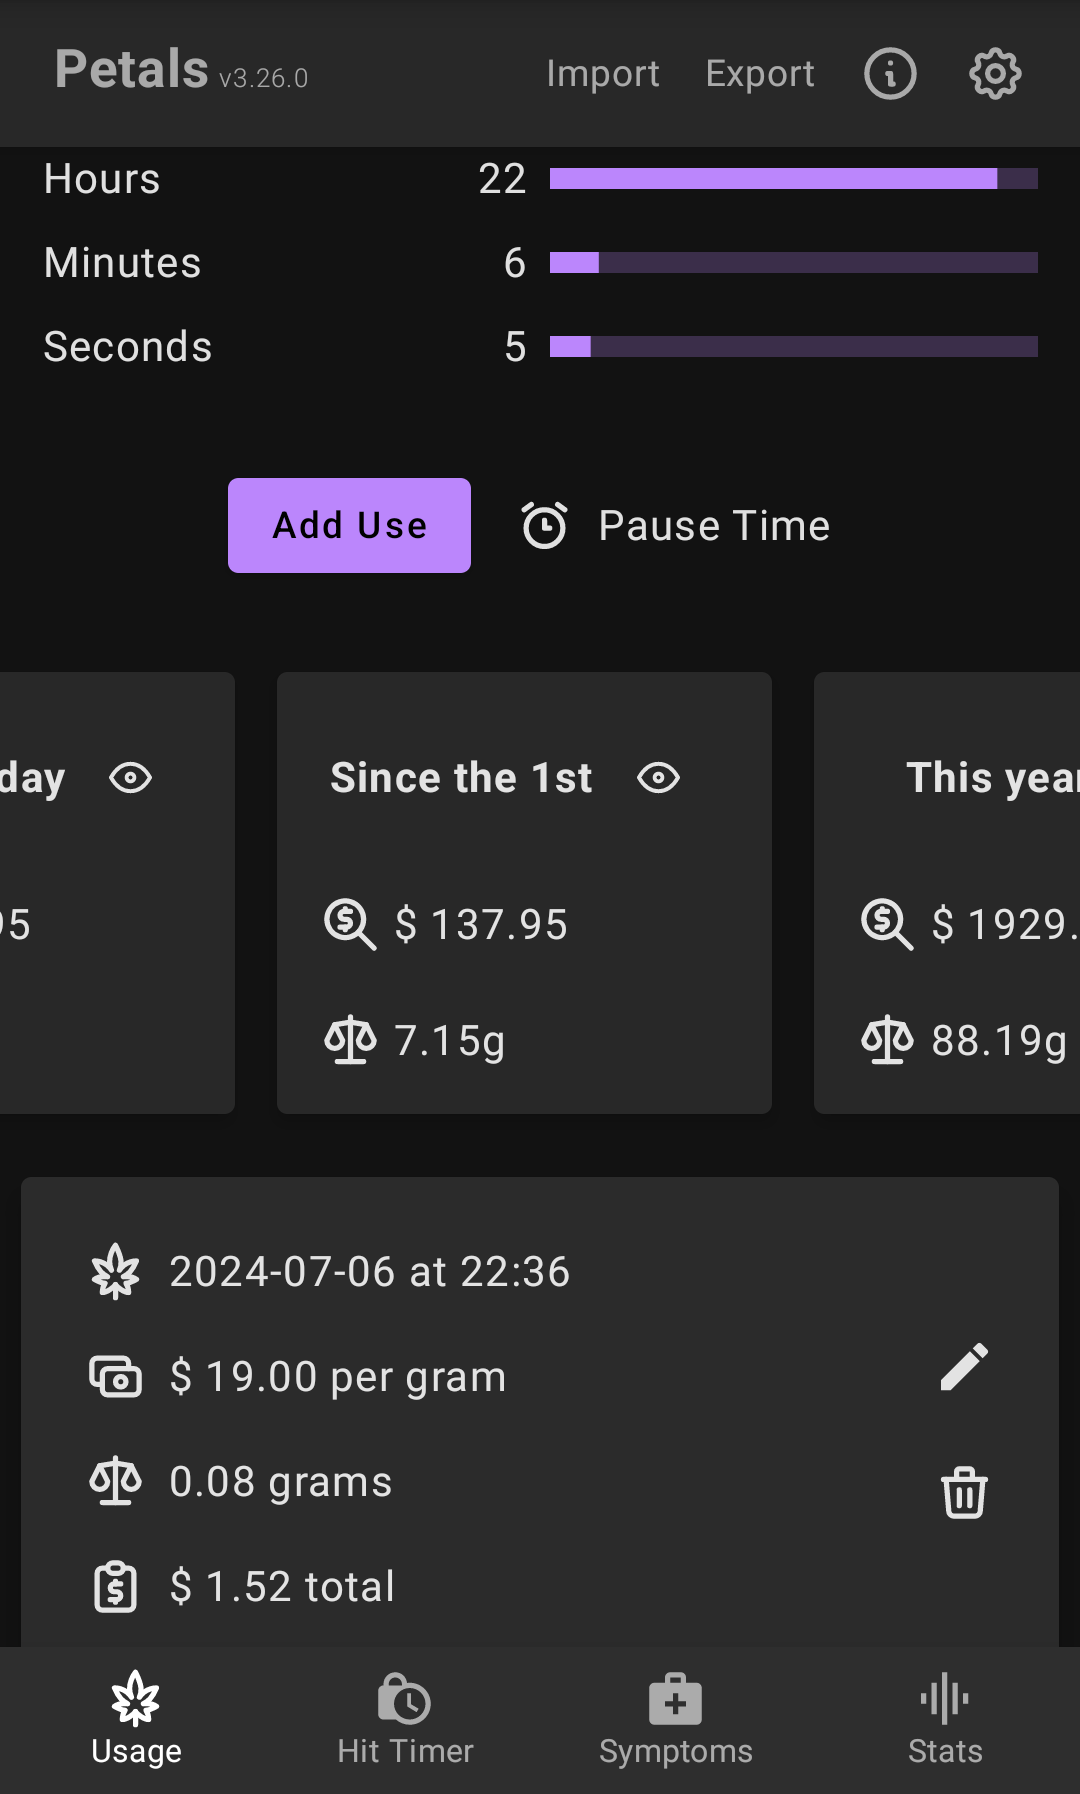 Petals v3.26.0 Import Export
Hours 22
Minutes 6
Seconds 5
Add Use Pause Time
day Since the 1st This year
95 $ 137.95 $ 1929.
7.15g 88.19g
2024-07-06 at 22:36
$ 19.00 per gram
0.08 grams
$ 1.52 total
Usage Hit Timer Symptoms Stats